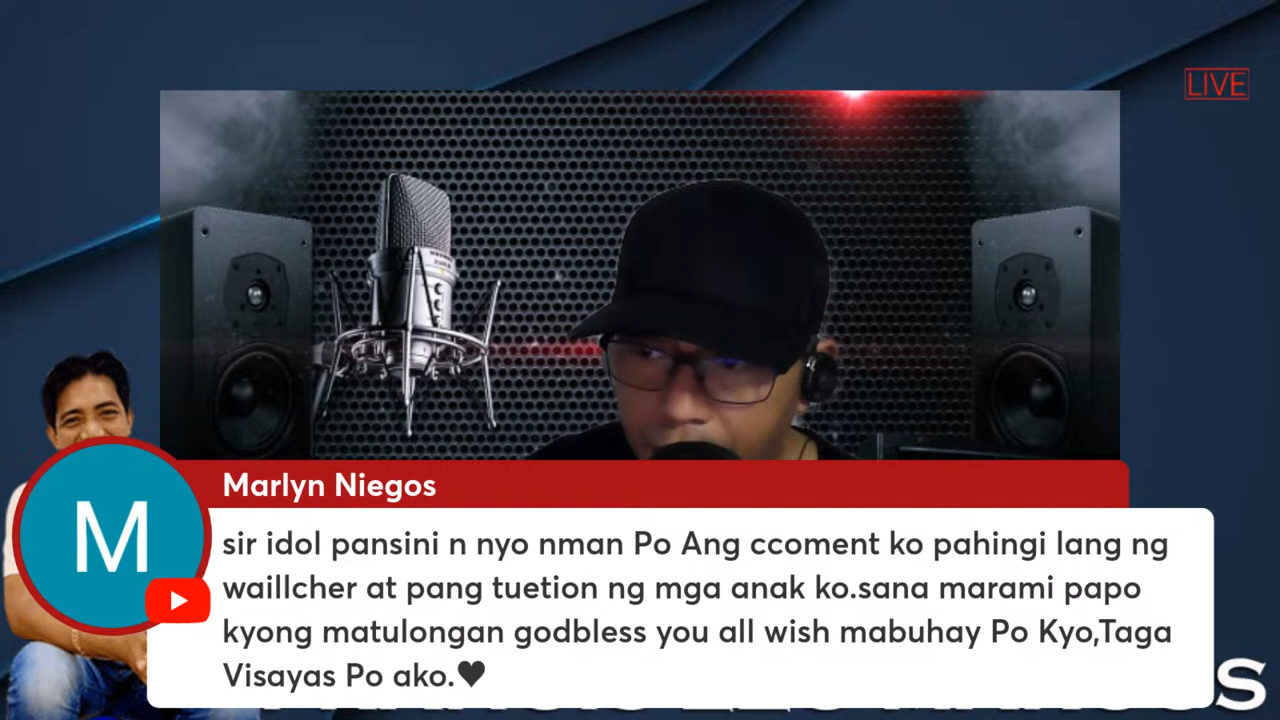 LIVE
Marlyn Niegos
M
sir idol pansini n nyo nman Po Ang ccoment ko pahingi lang ng
waillcher at pang tuetion ng mga anak ko.sana marami papo
kyong matulongan godbless you all wish mabuhay Po Kyo,Taga
Visayas Po ako.🖤